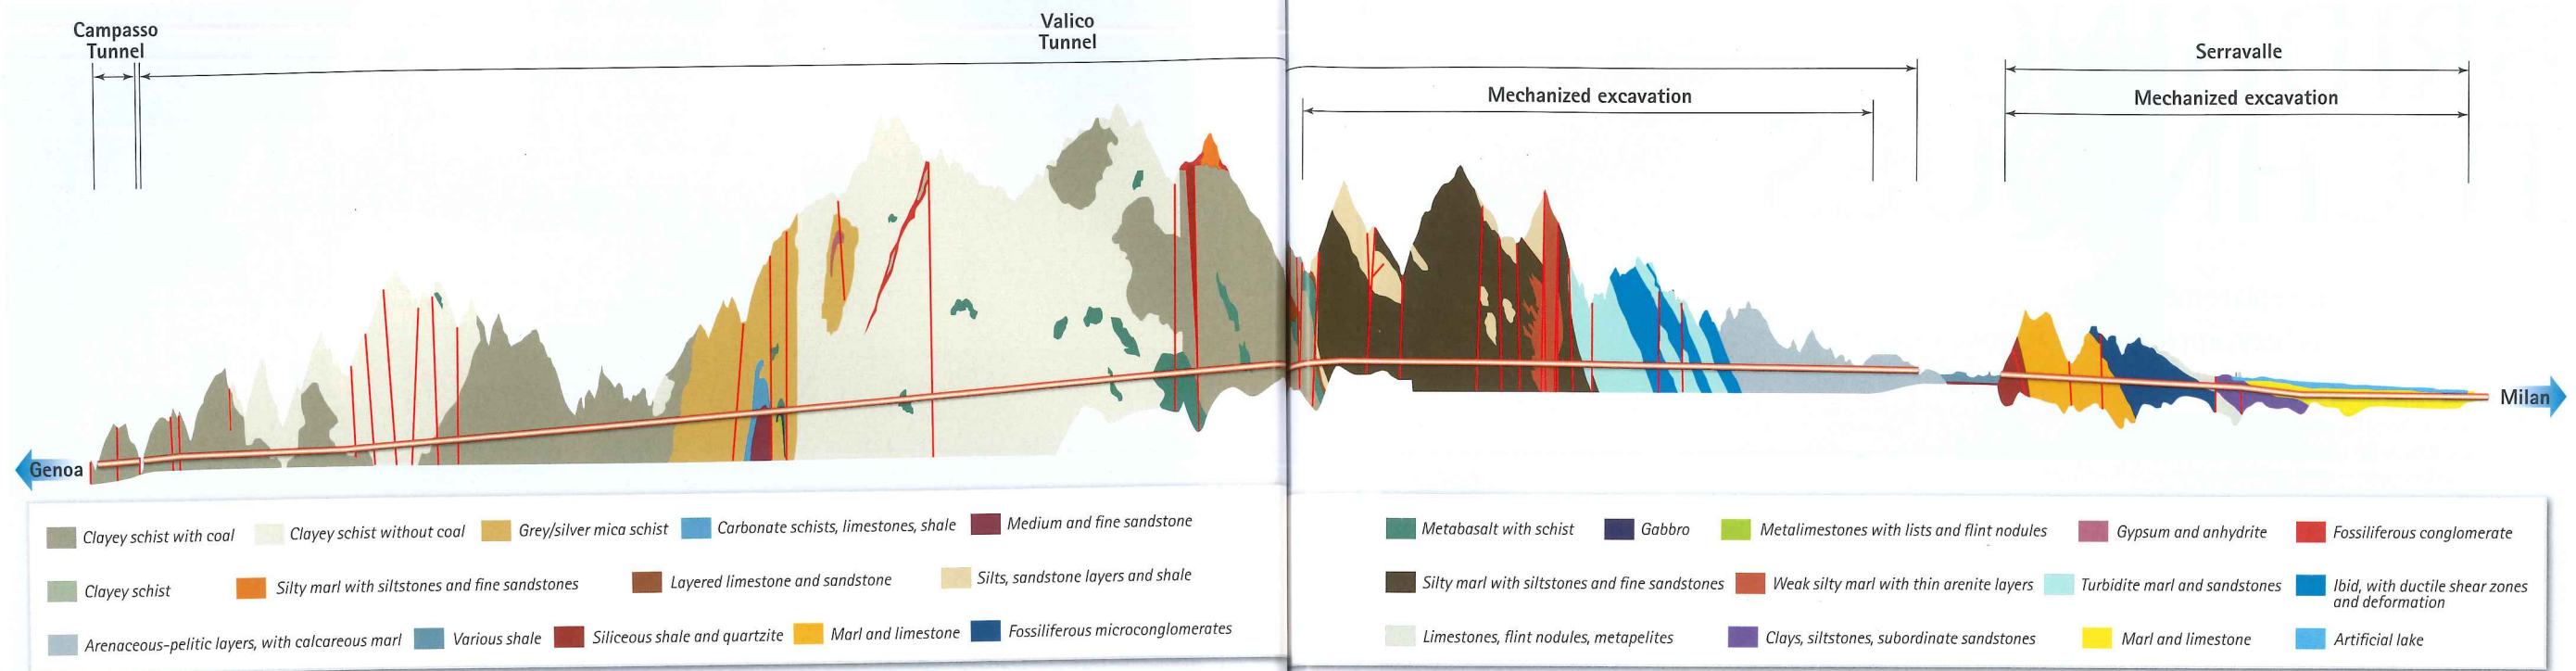 Campasso
Tunnel
Valico
Tunnel
Serravalle
Mechanized excavation
Mechanized excavation
Genoa
Milan
Clayey schist with coal
Clayey schist without coal
Grey/silver mica schist
Carbonate schists, limestones, shale
Medium and fine sandstone
Clayey schist
Silty marl with siltstones and fine sandstones
Layered limestone and sandstone
Silts, sandstone layers and shale
Arenaceous-pelitic layers, with calcareous marl
Various shale
Siliceous shale and quartzite
Marl and limestone
Fossiliferous microconglomerates
Metabasalt with schist
Gabbro
Metalimestones with lists and flint nodules
Gypsum and anhydrite
Fossiliferous conglomerate
Silty marl with siltstones and fine sandstones
Weak silty marl with thin arenite layers
Turbidite marl and sandstones
Ibid, with ductile shear zones
and deformation
Limestones, flint nodules, metapelites
Clays, siltstones, subordinate sandstones
Marl and limestone
Artificial lake